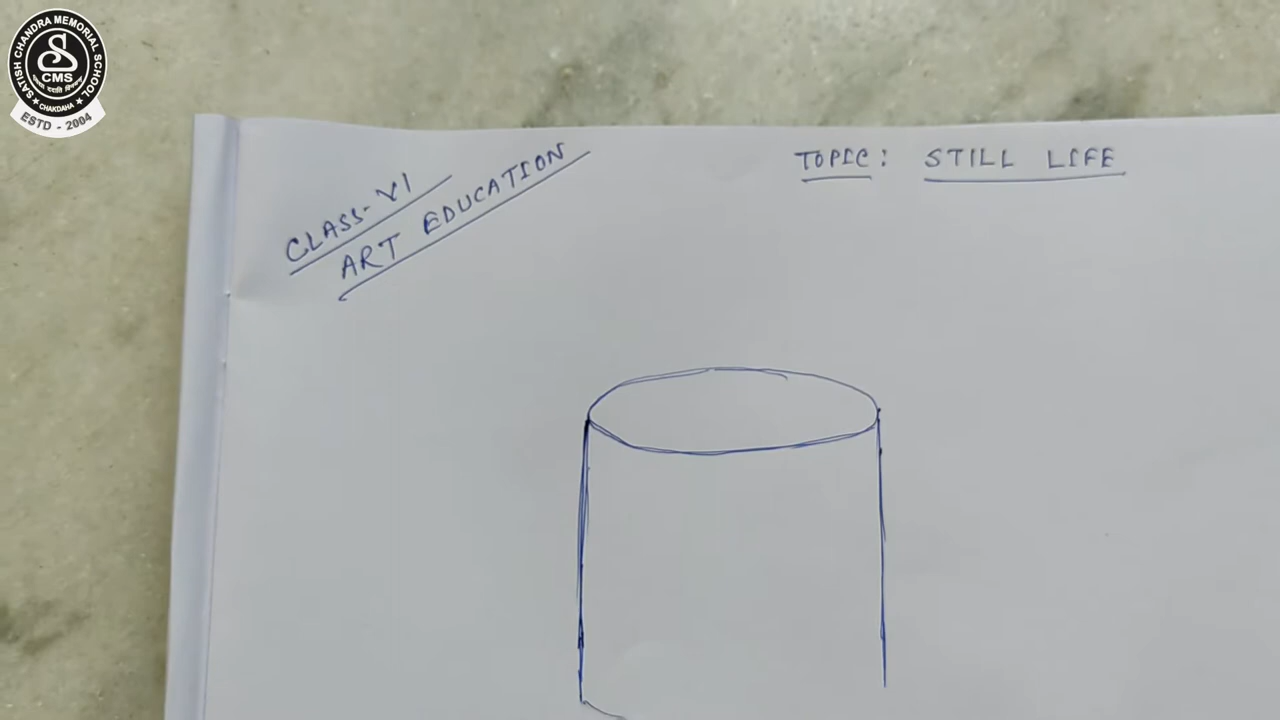 SATISH CHANDRA MEMORIAL SCHOOL
S
CMS
CHAKDAHA
ESTD - 2004
CLASS-VI
ART EDUCATION
TOPIC: STILL LIFE